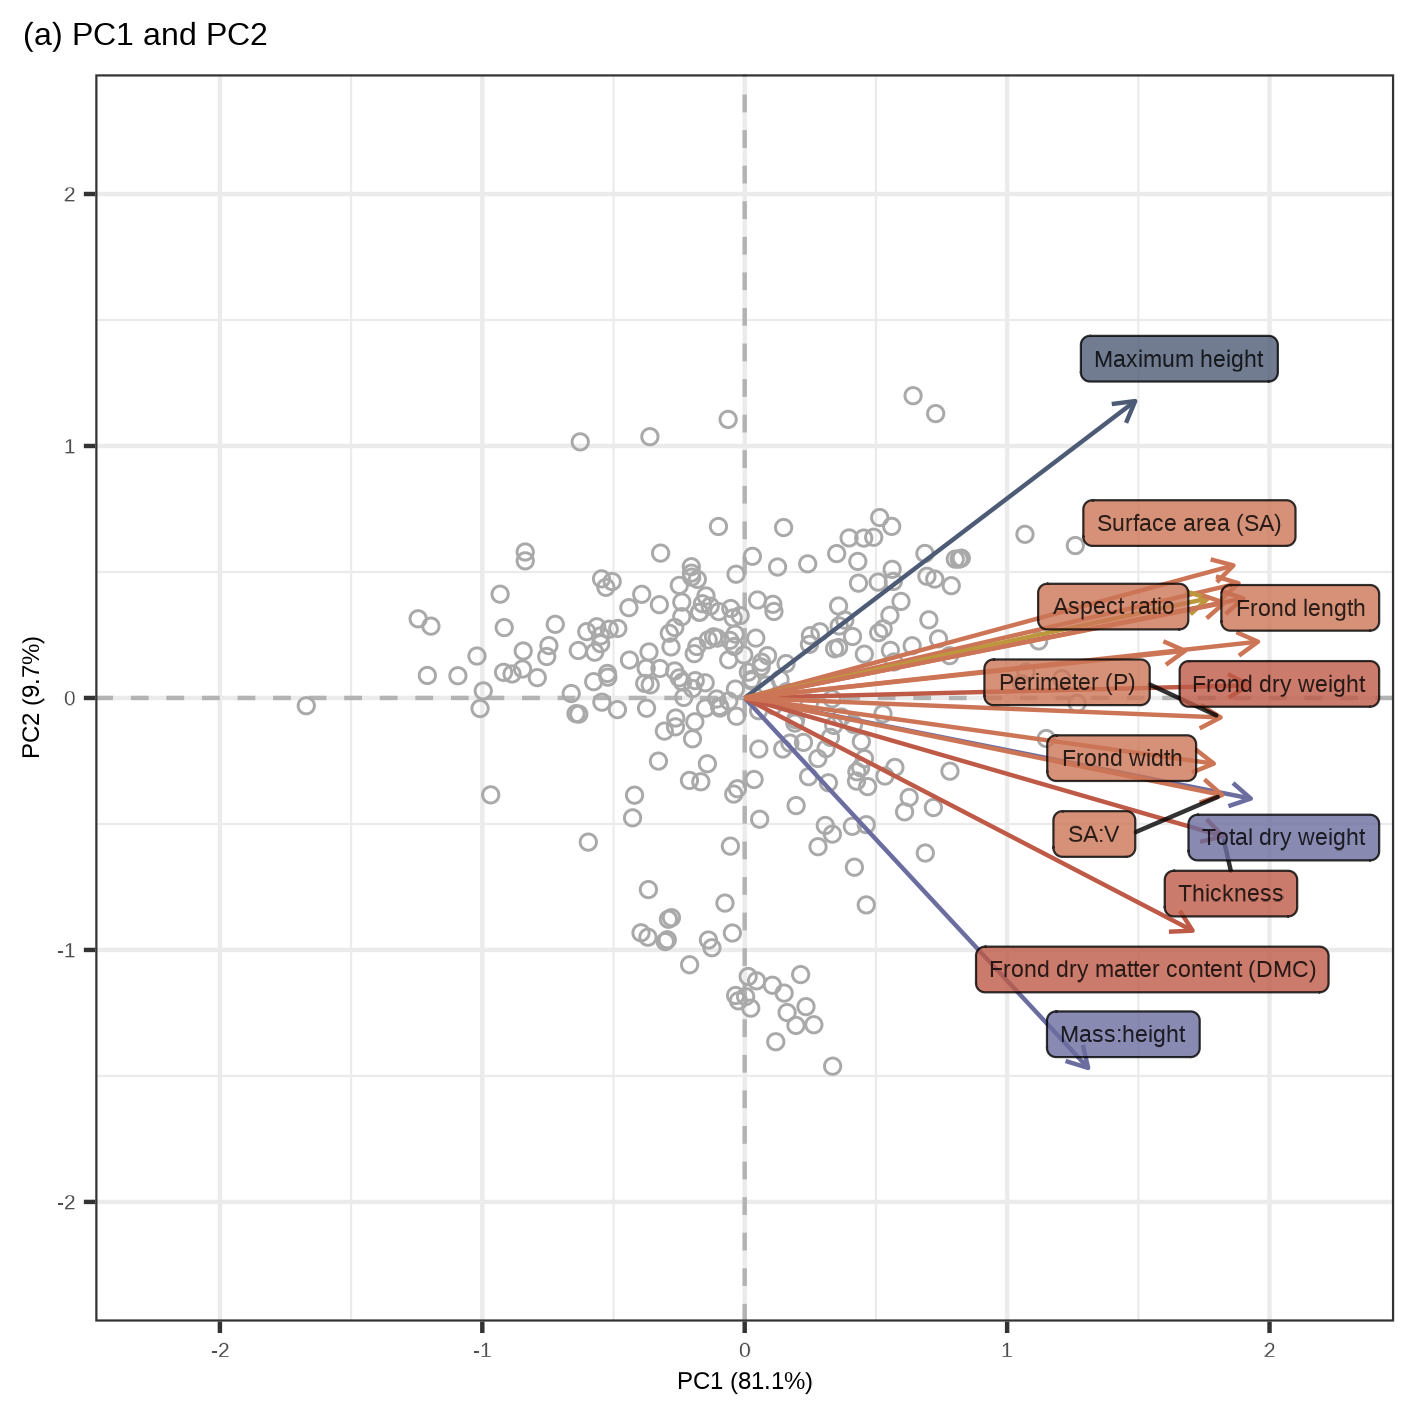 (a) PC1 and PC2
2
1
0
-1
-2
PC2 (9.7%)
Maximum height
Surface area (SA)
Aspect ratio
Frond length
Perimeter (P)
Frond dry weight
Frond width
SA:V
Total dry weight
Thickness
Frond dry matter content (DMC)
Mass:height
-2
-1
0
1
2
PC1 (81.1%)